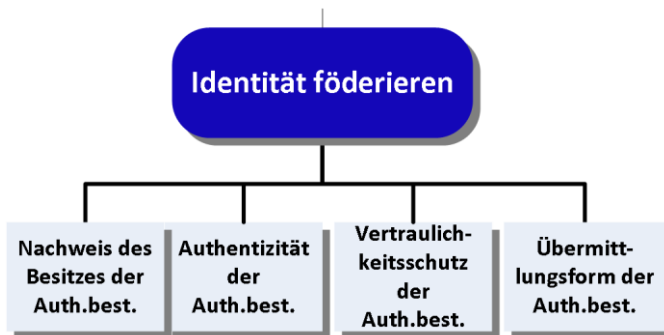 Identität föderieren
Nachweis des
Besitzes der
Auth.best.
Authentizität
der
Auth.best.
Vertraulich-
keitsschutz
der
Auth.best.
Übermitt-
lungsform der
Auth.best.